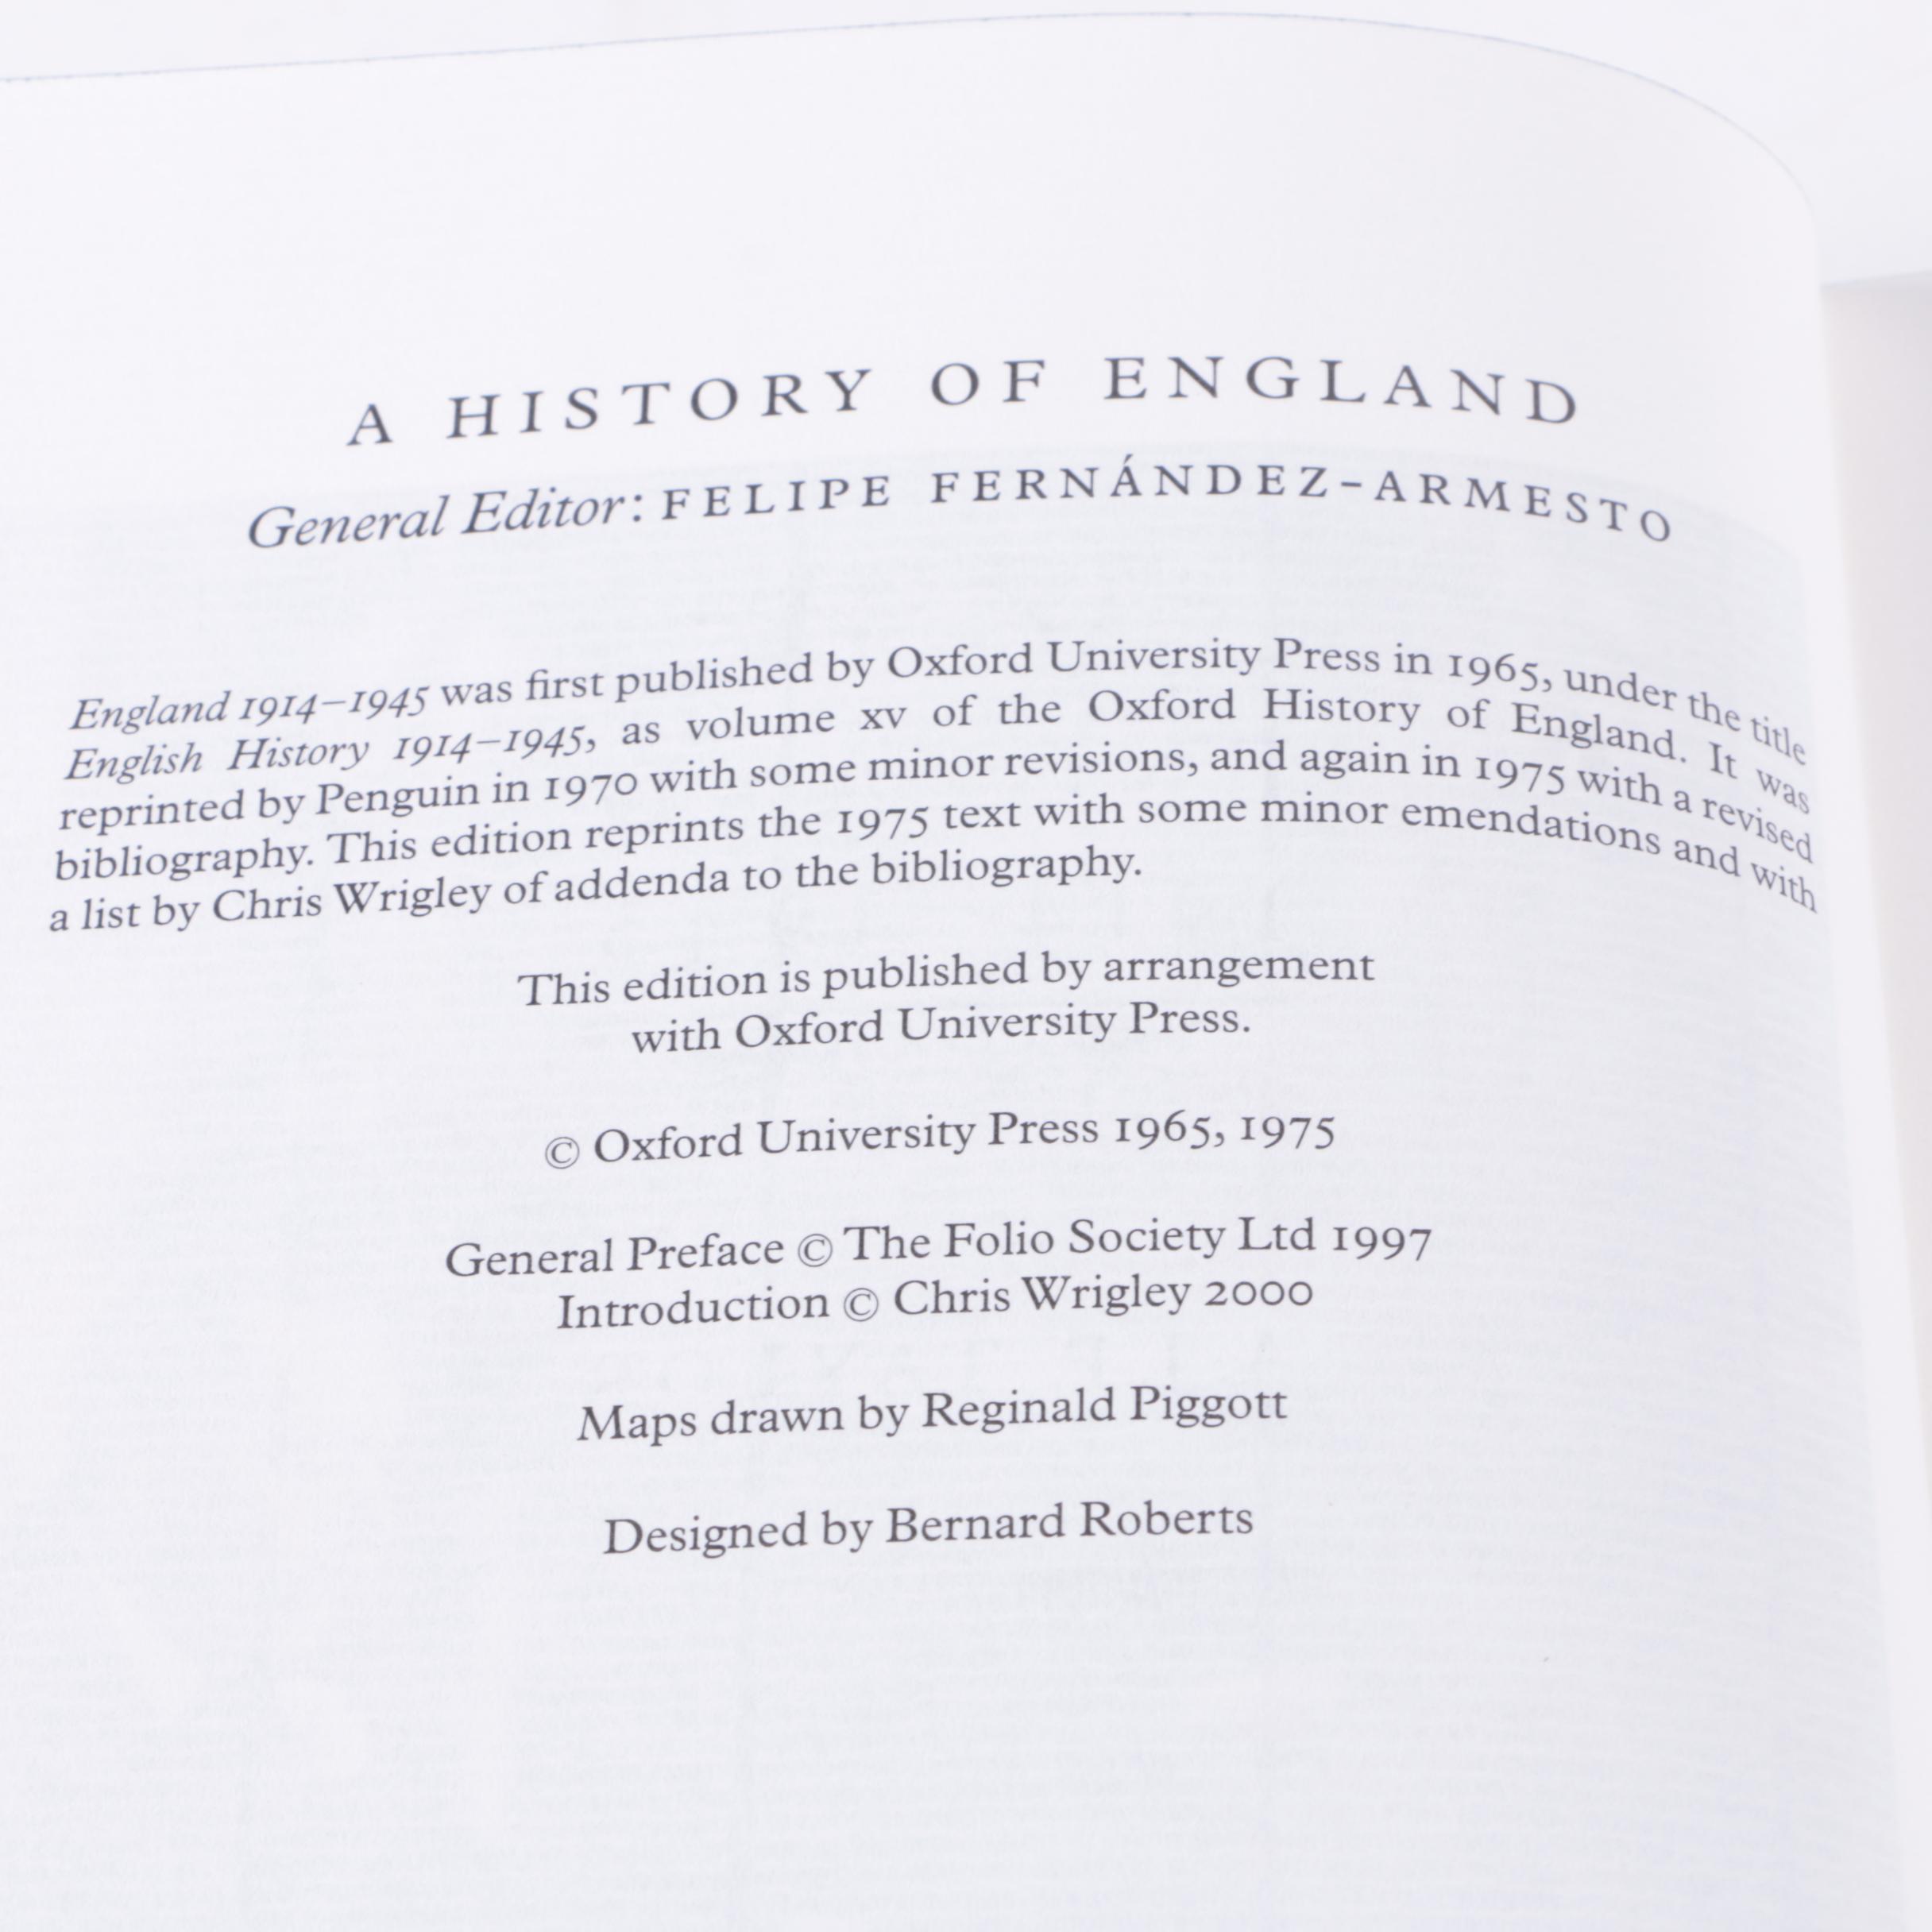 A HISTORY OF ENGLAND
General Editor: FELIPE FERNÁNDEZ-ARMESTO
England 1914–1945 was first published by Oxford University Press in 1965, under the title
English History 1914–1945, as volume xv of the Oxford History of England. It was
reprinted by Penguin in 1970 with some minor revisions, and again in 1975 with a revised
bibliography. This edition reprints the 1975 text with some minor emendations and with
a list by Chris Wrigley of addenda to the bibliography.
This edition is published by arrangement
with Oxford University Press.
© Oxford University Press 1965, 1975
General Preface © The Folio Society Ltd 1997
Introduction © Chris Wrigley 2000
Maps drawn by Reginald Piggott
Designed by Bernard Roberts